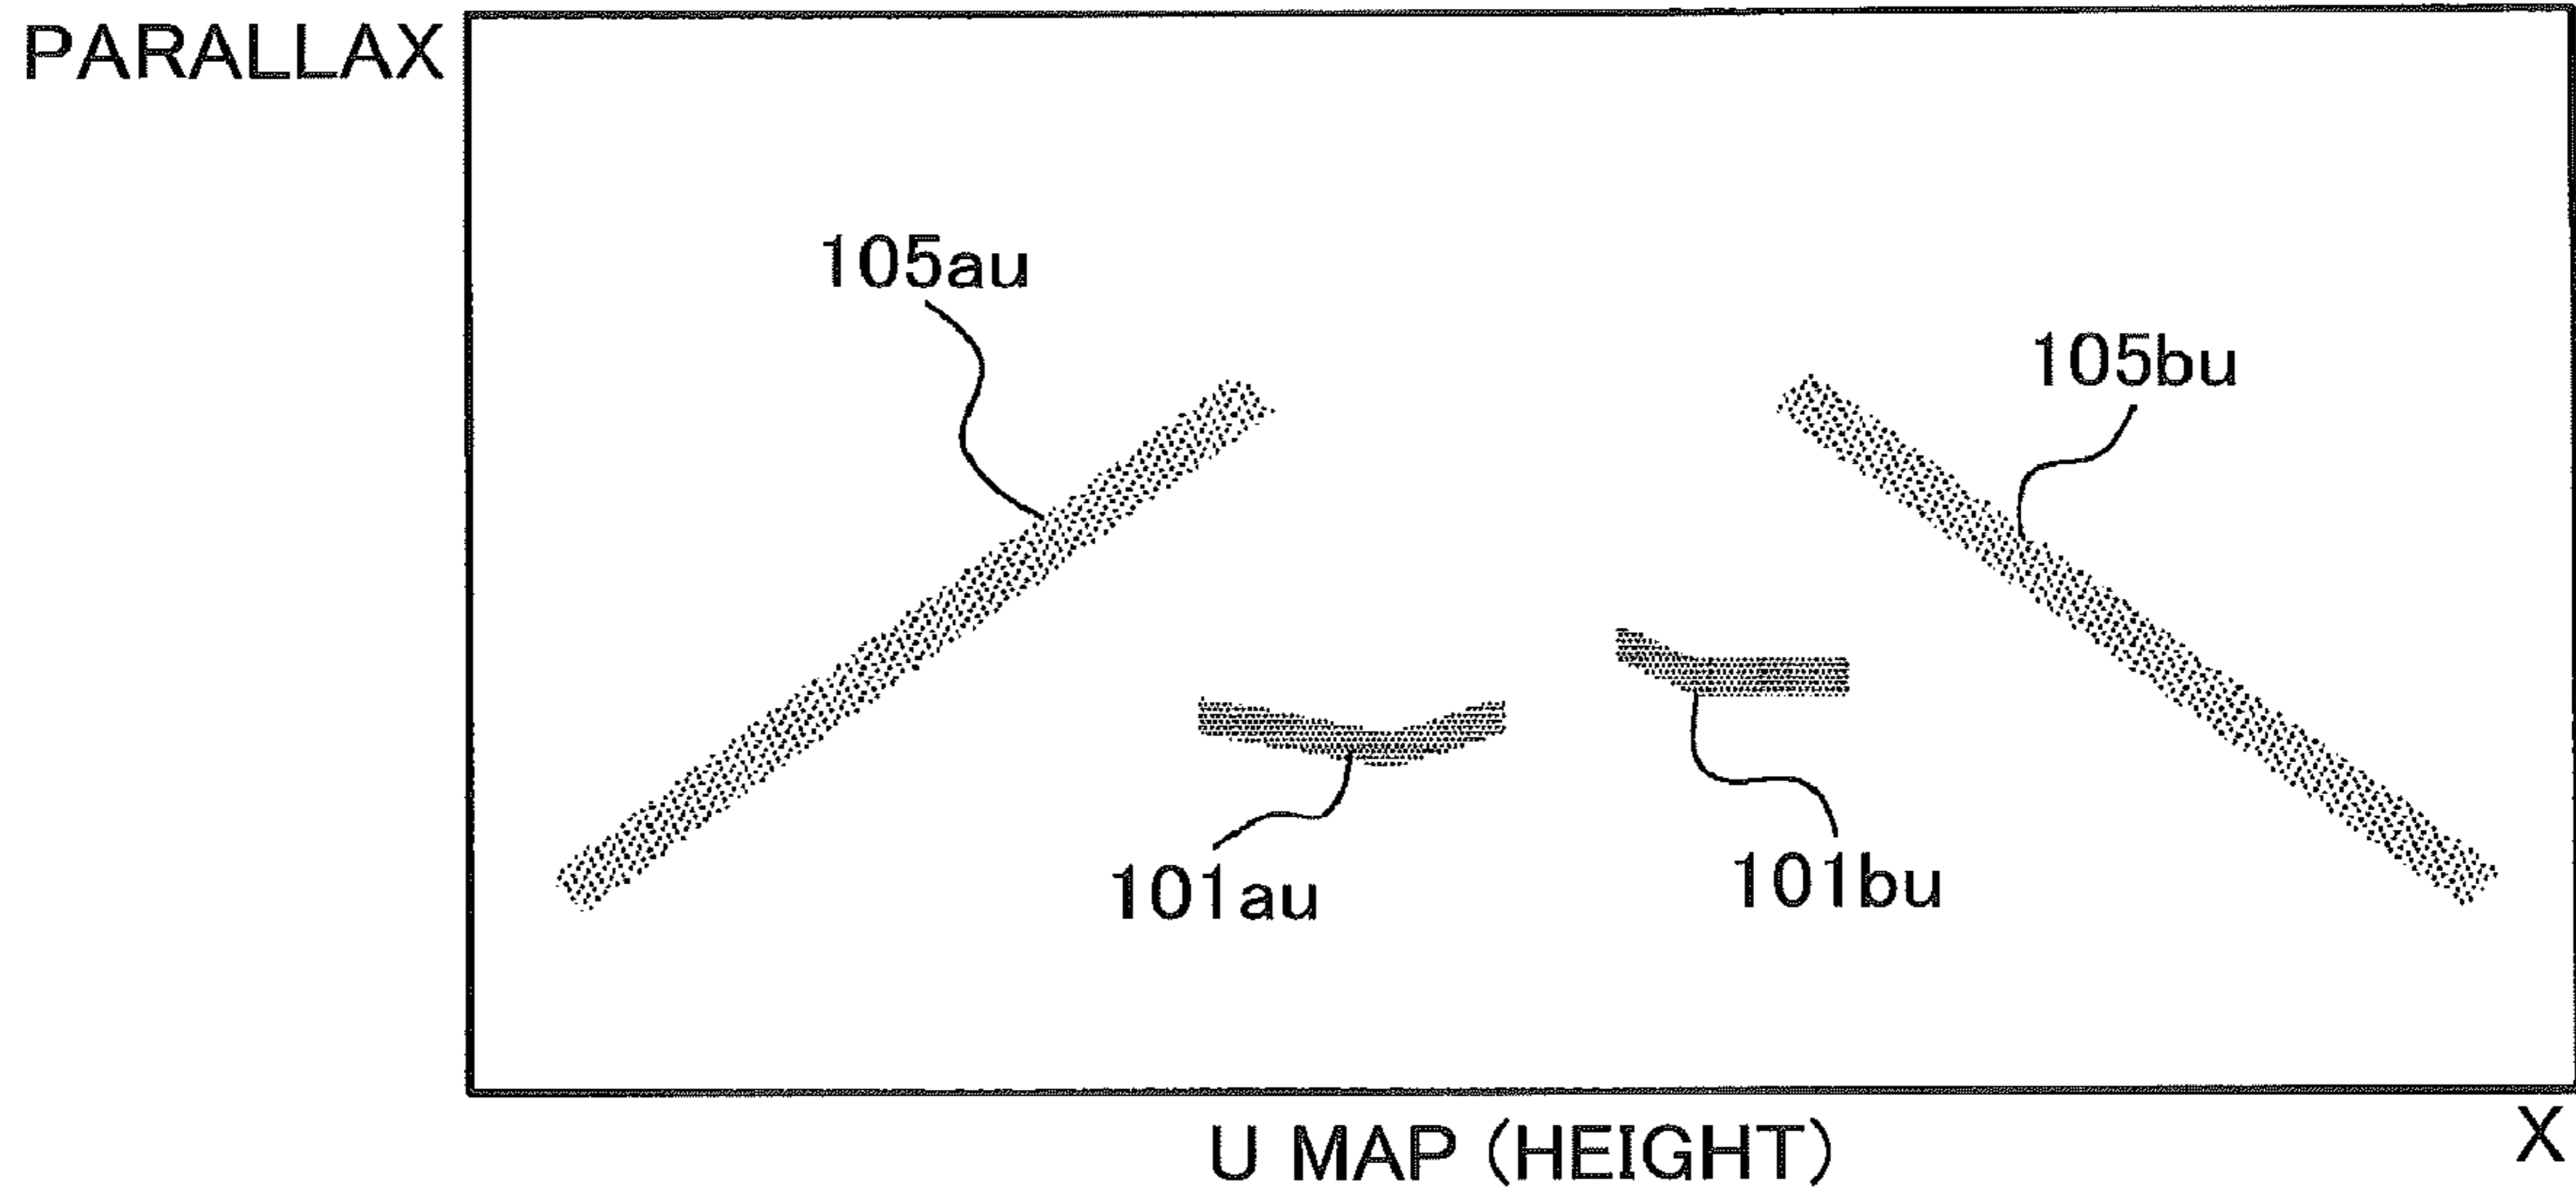 PARALLAX
105au
105bu
101au
101bu
U MAP (HEIGHT)
X